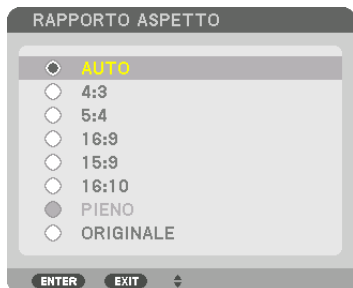 RAPPORTO ASPETTO
AUTO
4:3
5:4
16:9
15:9
16:10
PIENO
ORIGINALE
ENTER EXIT